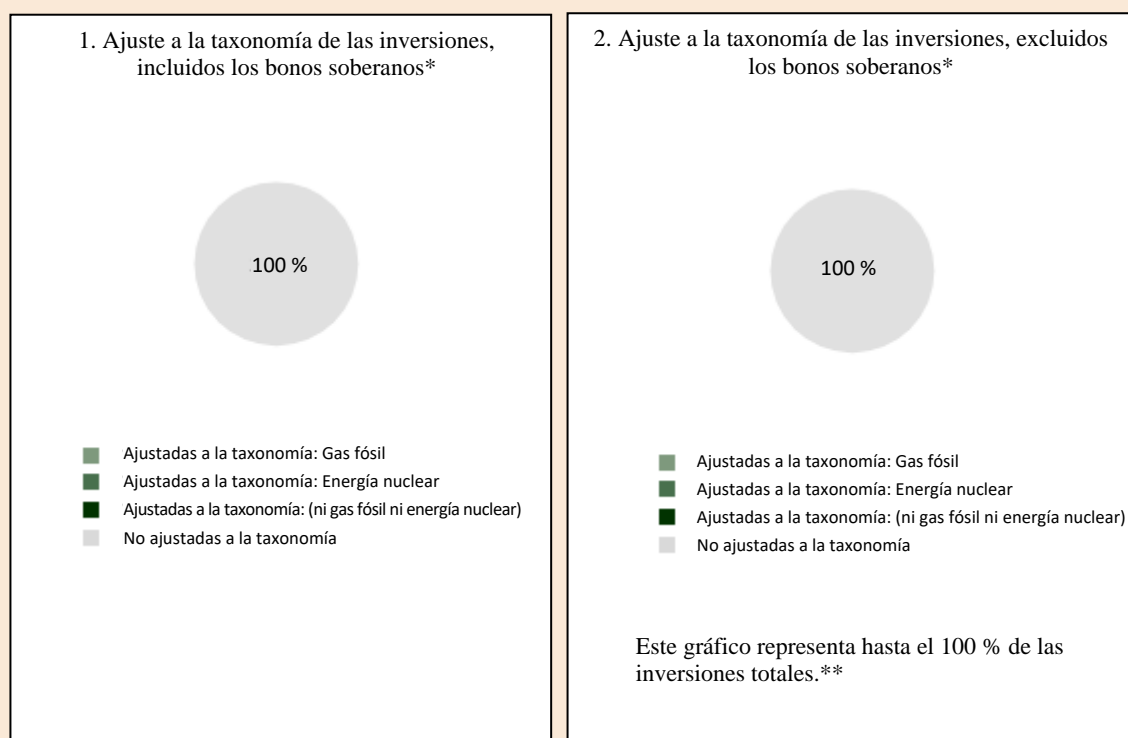 1. Ajuste a la taxonomía de las inversiones,
incluidos los bonos soberanos*
100 %
Ajustadas a la taxonomía: Gas fósil
Ajustadas a la taxonomía: Energía nuclear
Ajustadas a la taxonomía: (ni gas fósil ni energía nuclear)
No ajustadas a la taxonomía
2. Ajuste a la taxonomía de las inversiones, excluidos
los bonos soberanos*
100 %
Ajustadas a la taxonomía: Gas fósil
Ajustadas a la taxonomía: Energía nuclear
Ajustadas a la taxonomía: (ni gas fósil ni energía nuclear)
No ajustadas a la taxonomía
Este gráfico representa hasta el 100 % de las
inversiones totales.**